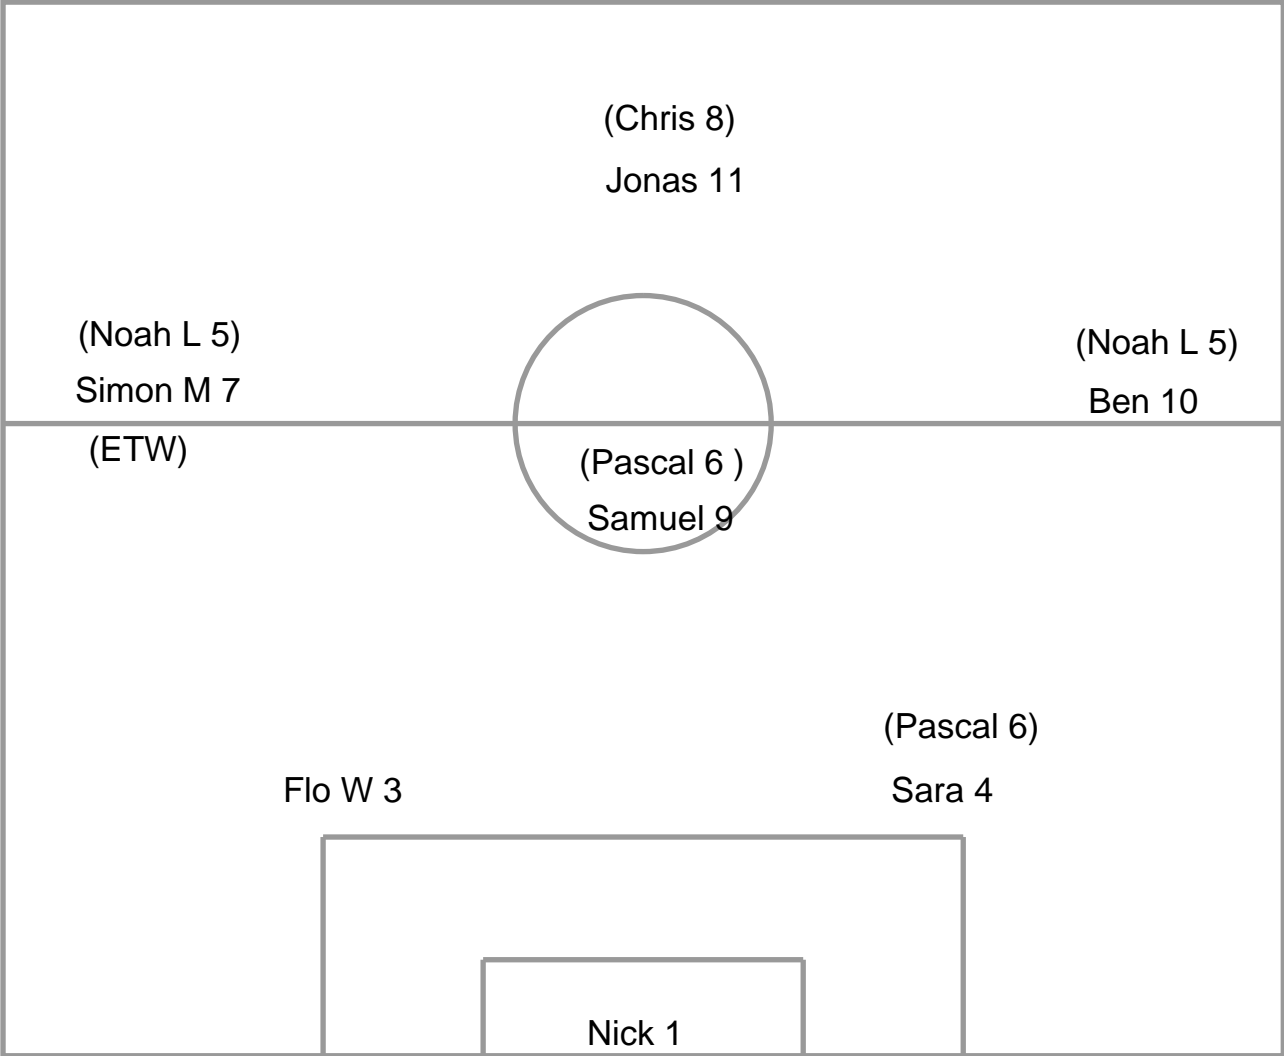 (Chris 8)
Jonas 11
(Noah L 5)
Simon M 7
(ETW)
(Noah L 5)
Ben 10
(Pascal 6 )
Samuel 9
(Pascal 6)
Flo W 3
Sara 4
Nick 1